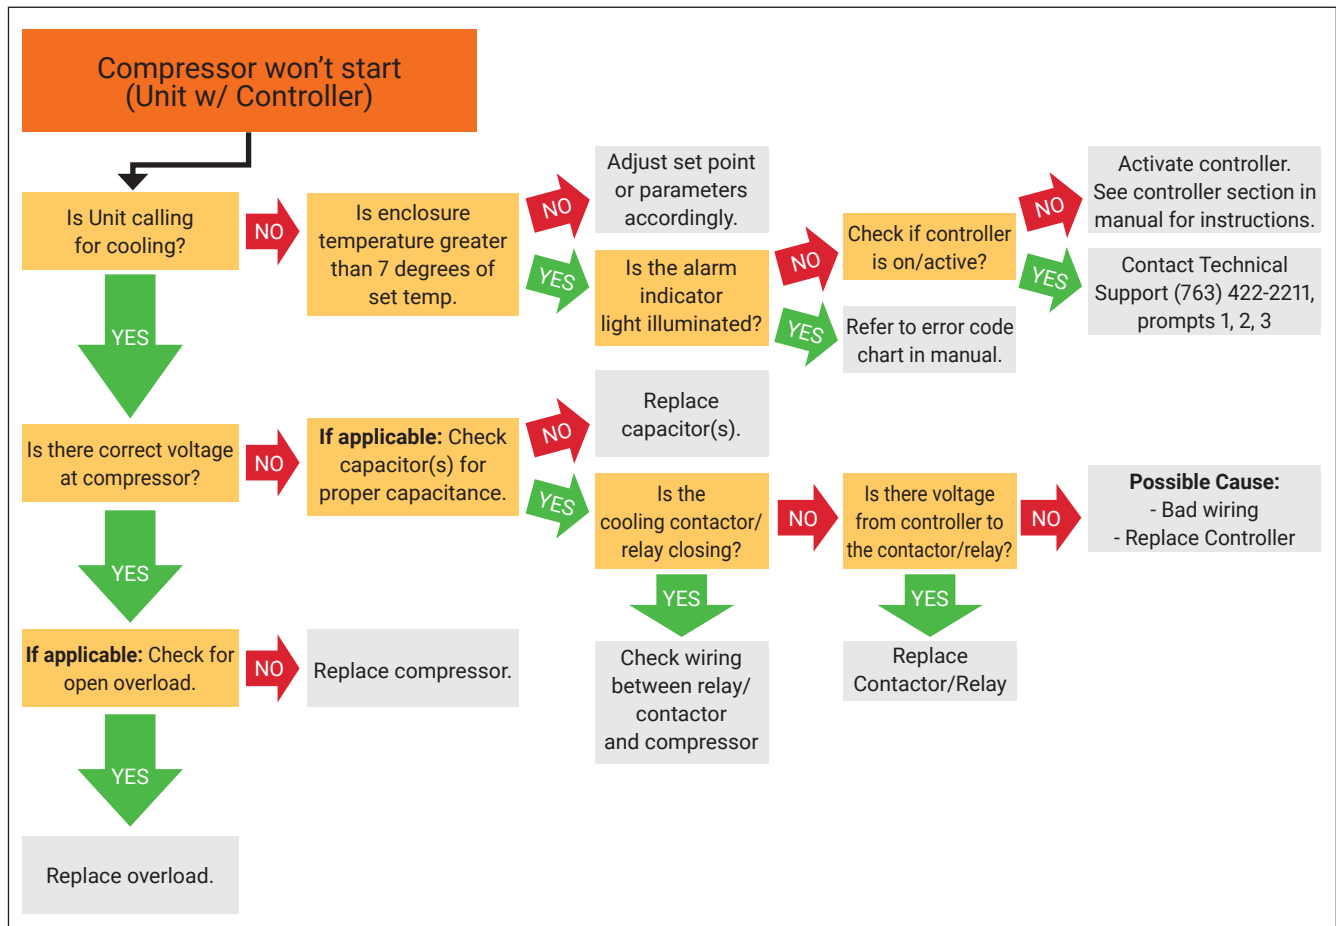 Compressor won't start
(Unit w/ Controller)
Is Unit calling
for cooling?
NO
Is enclosure
temperature greater
than 7 degrees of
set temp.
NO
Adjust set point
or parameters
accordingly.
YES
Is the alarm
indicator
light illuminated?
NO
Check if controller
is on/active?
NO
Activate controller.
See controller section in
manual for instructions.
YES
Contact Technical
Support (763) 422-2211,
prompts 1, 2, 3
YES
Refer to error code
chart in manual.
YES
Is there correct voltage
at compressor?
NO
If applicable: Check
capacitor(s) for
proper capacitance.
NO
Replace
capacitor(s).
YES
Is the
cooling contactor/
relay closing?
NO
Is there voltage
from controller to
the contactor/relay?
NO
Possible Cause:
- Bad wiring
- Replace Controller
YES
Check wiring
between relay/
contactor
and compressor
YES
Replace
Contactor/Relay
YES
If applicable: Check for
open overload.
NO
Replace compressor.
YES
Replace overload.